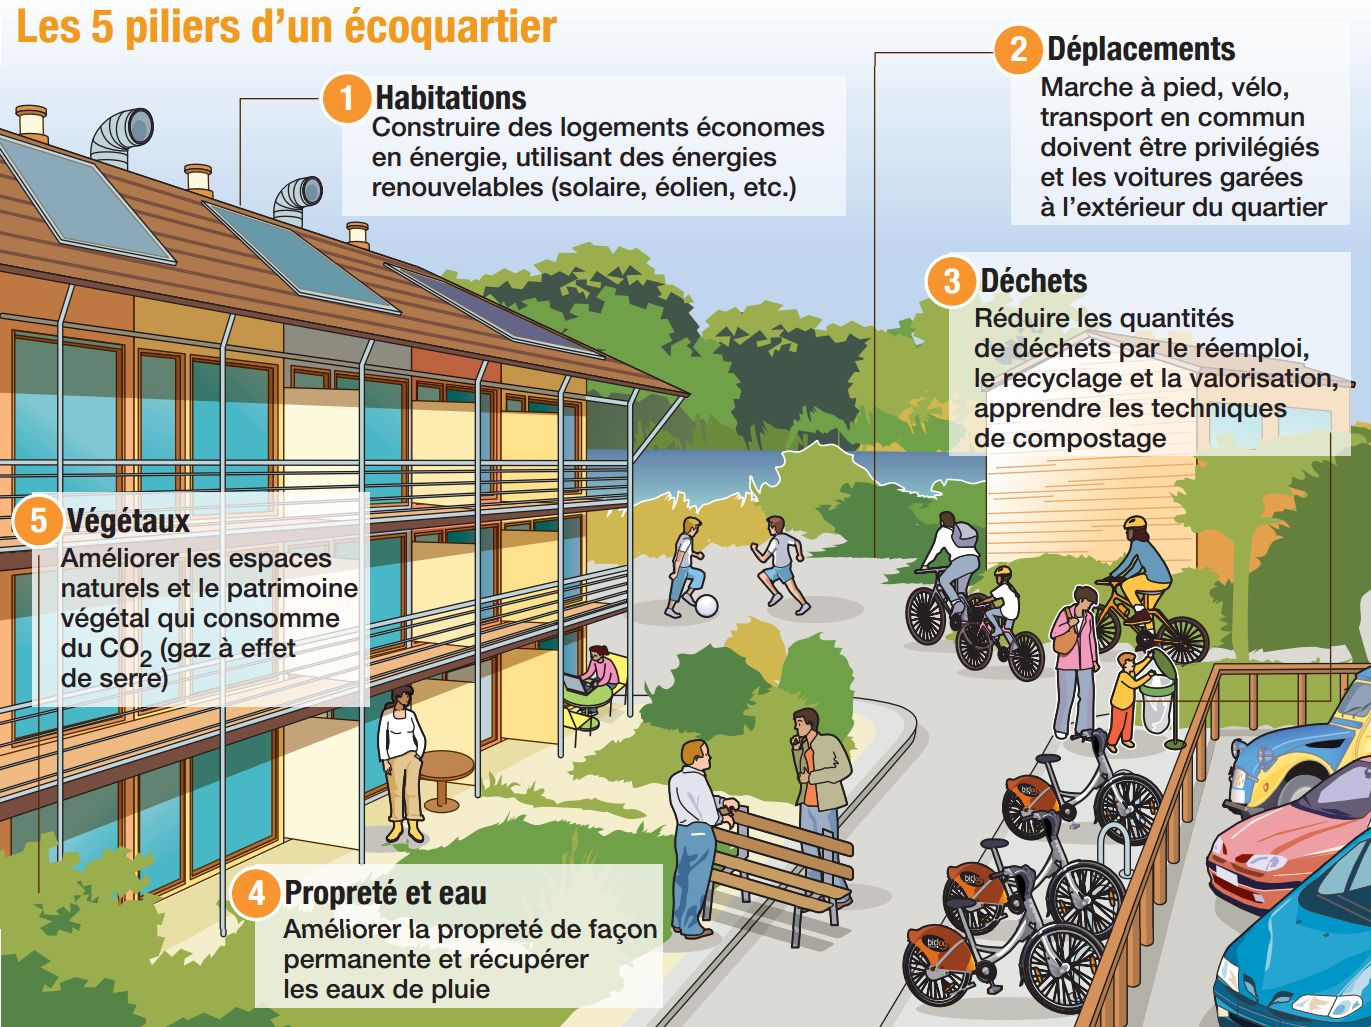 Les 5 piliers d'un écoquartier
1 Habitations
Construire des logements économes
en énergie, utilisant des énergies
renouvelables (solaire, éolien, etc.)
2 Déplacements
Marche à pied, vélo,
transport en commun
doivent être privilégiés
et les voitures garées
à l'extérieur du quartier
3 Déchets
Réduire les quantités
de déchets par le réemploi,
le recyclage et la valorisation,
apprendre les techniques
de compostage
5 Végétaux
Améliorer les espaces
naturels et le patrimoine
végétal qui consomme
du CO2 (gaz à effet
de serre)
4 Propreté et eau
Améliorer la propreté de façon
permanente et récupérer
les eaux de pluie
bicloo
bicloo
bicloo